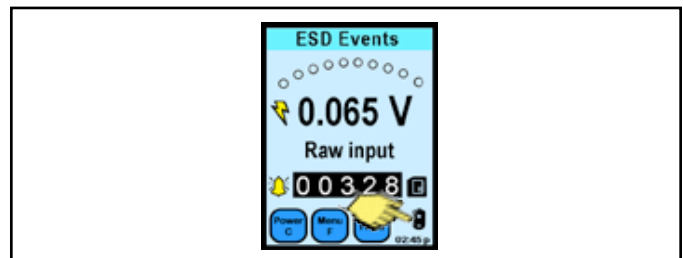 ESD Events
0.065 V
Raw input
00328
Power Menu
C F
02:45 p